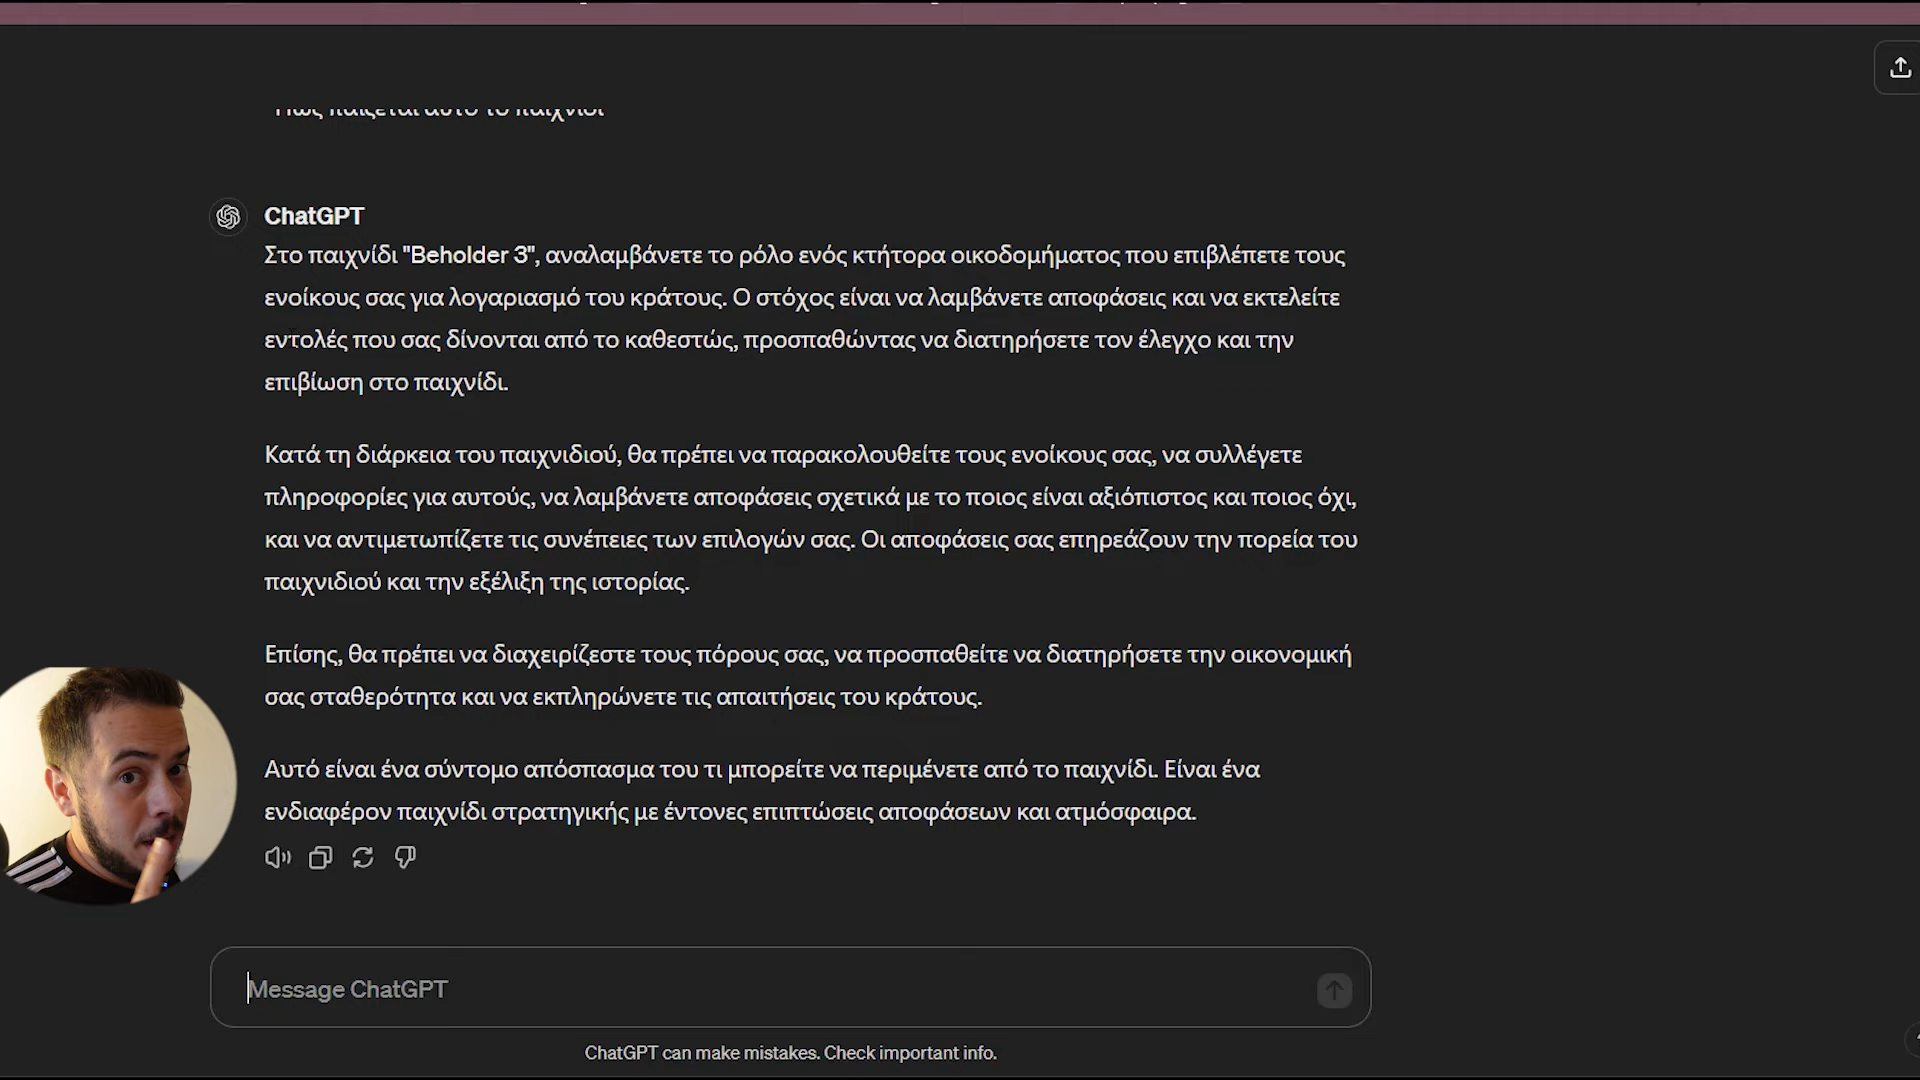 Πως παίζεται αυτό το παιχνίδι
ChatGPT
Στο παιχνίδι "Beholder 3", αναλαμβάνετε το ρόλο ενός κτήτορα οικοδομήματος που επιβλέπετε τους
ενοίκους σας για λογαριασμό του κράτους. Ο στόχος είναι να λαμβάνετε αποφάσεις και να εκτελείτε
εντολές που σας δίνονται από το καθεστώς, προσπαθώντας να διατηρήσετε τον έλεγχο και την
επιβίωση στο παιχνίδι.
Κατά τη διάρκεια του παιχνιδιού, θα πρέπει να παρακολουθείτε τους ενοίκους σας, να συλλέγετε
πληροφορίες για αυτούς, να λαμβάνετε αποφάσεις σχετικά με το ποιος είναι αξιόπιστος και ποιος όχι,
και να αντιμετωπίζετε τις συνέπειες των επιλογών σας. Οι αποφάσεις σας επηρεάζουν την πορεία του
παιχνιδιού και την εξέλιξη της ιστορίας.
Επίσης, θα πρέπει να διαχειρίζεστε τους πόρους σας, να προσπαθείτε να διατηρήσετε την οικονομική
σας σταθερότητα και να εκπληρώνετε τις απαιτήσεις του κράτους.
Αυτό είναι ένα σύντομο απόσπασμα του τι μπορείτε να περιμένετε από το παιχνίδι. Είναι ένα
ενδιαφέρον παιχνίδι στρατηγικής με έντονες επιπτώσεις αποφάσεων και ατμόσφαιρα.
Message ChatGPT
ChatGPT can make mistakes. Check important info.